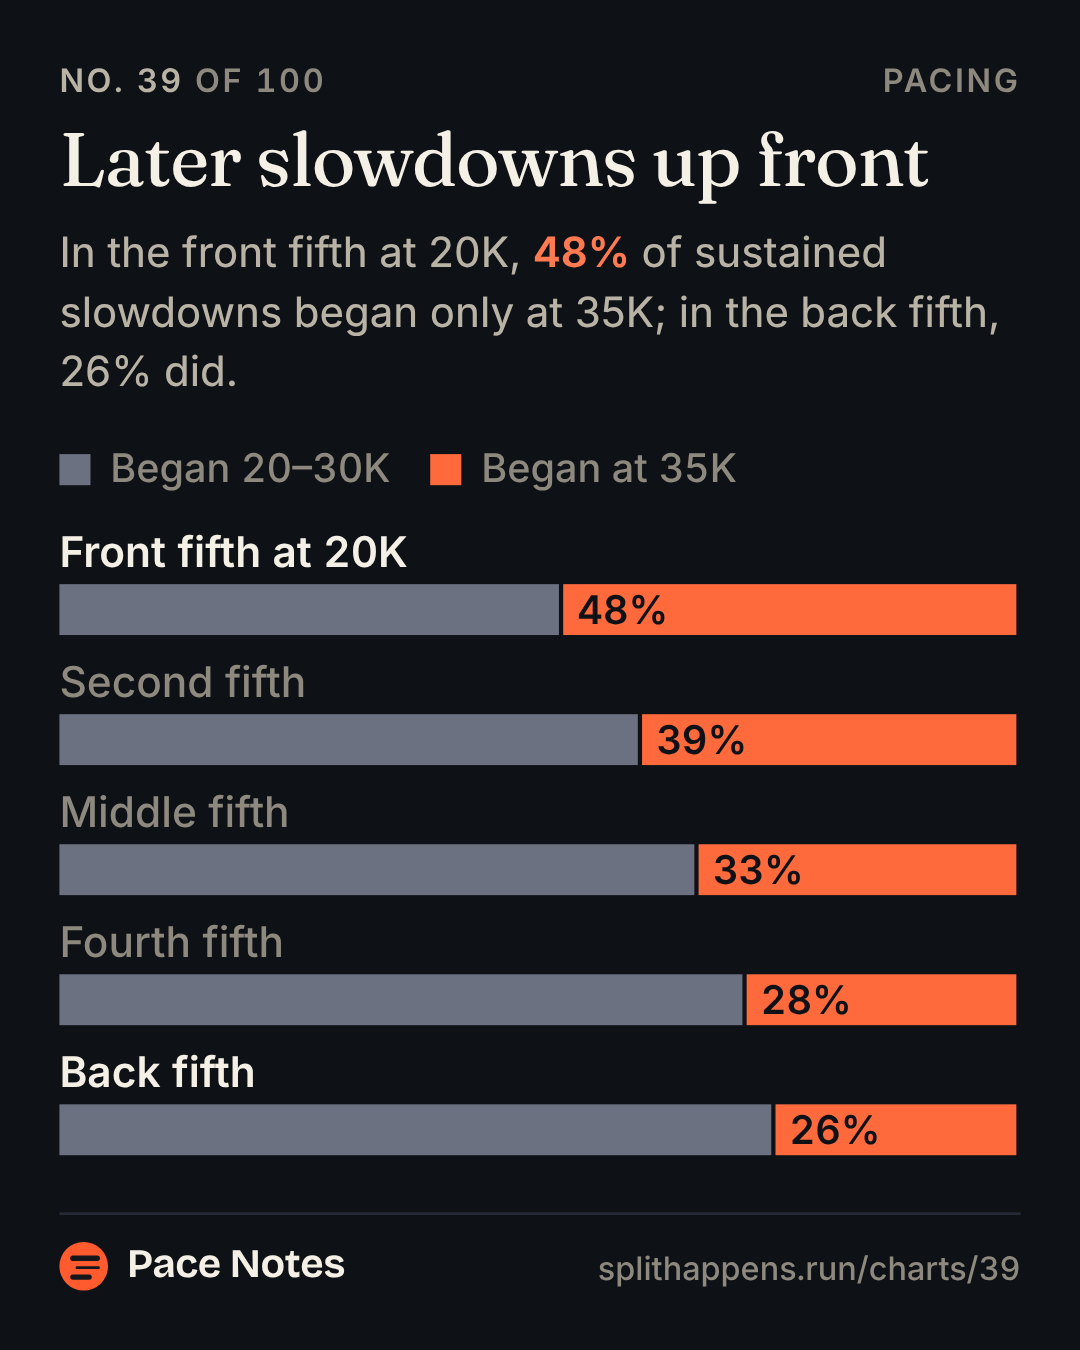 NO. 39 OF 100 PACING
Later slowdowns up front
In the front fifth at 20K, 48% of sustained
slowdowns began only at 35K; in the back fifth,
26% did.
Began 20–30K Began at 35K
Front fifth at 20K
48%
Second fifth
39%
Middle fifth
33%
Fourth fifth
28%
Back fifth
26%
Pace Notes splithappens.run/charts/39